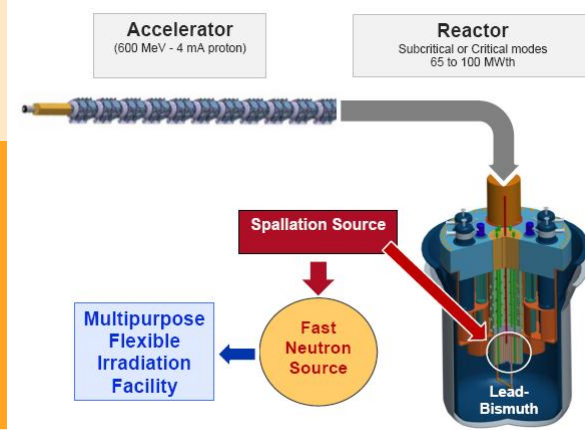 Accelerator
(600 MeV - 4 mA proton)
Reactor
Subcritical or Critical modes
65 to 100 MWth
Spallation Source
Multipurpose
Flexible
Irradiation
Facility
Fast
Neutron
Source
Lead-
Bismuth